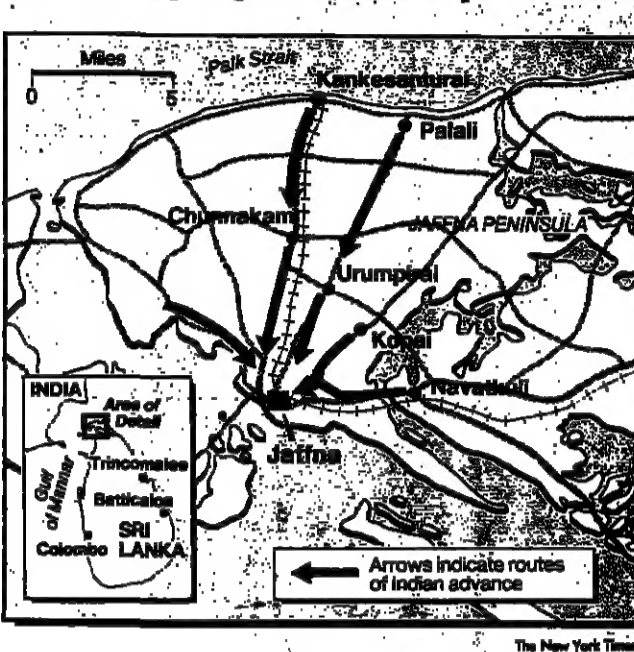 Miles
0 5
Palk Strait
Kankesanturai
Palali
Chunnakam
JAFFNA PENINSULA
Urumpirai
Kopai
Navatkuli
Jaffna
INDIA
Area of
Detail
Gulf
of Mannar
Trincomalee
Batticaloa
SRI
LANKA
Colombo
Arrows indicate routes
of Indian advance
The New York Times